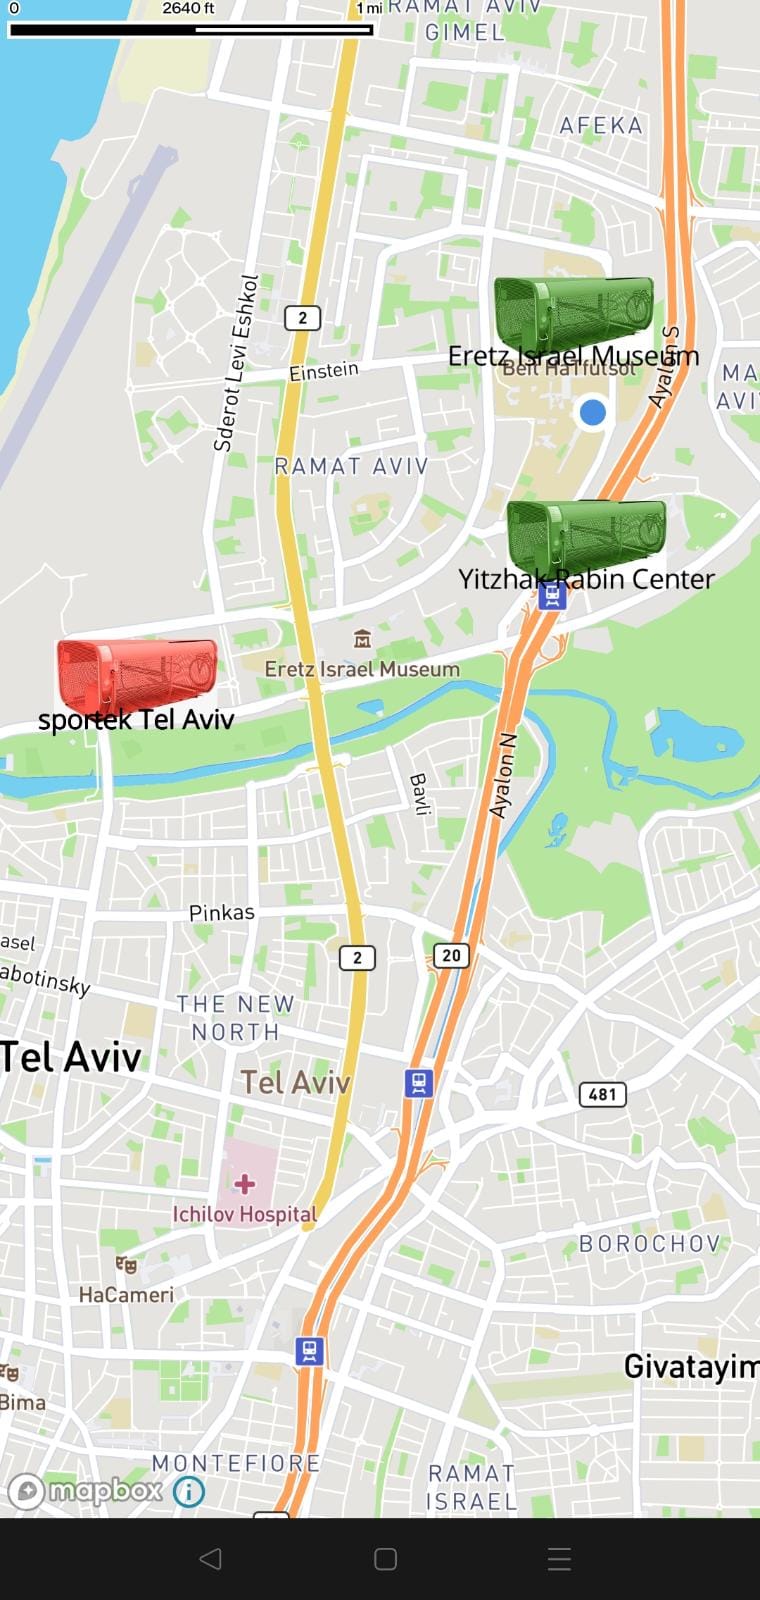 0 2640 ft 1 mi
RAMAT AVIV
GIMEL
AFEKA
2
Sderot Levi Eshkol
Einstein
Eretz Israel Museum
Beit HaTfutsot
Ayalon S
MA
AVI
RAMAT AVIV
Yitzhak Rabin Center
Eretz Israel Museum
sportek Tel Aviv
Ayalon N
Bavli
Pinkas
asel
abotinsky
2
20
THE NEW
NORTH
Tel Aviv
Tel Aviv
481
Ichilov Hospital
BOROCHOV
HaCameri
Givatayim
Bima
MONTEFIORE
RAMAT
ISRAEL
mapbox